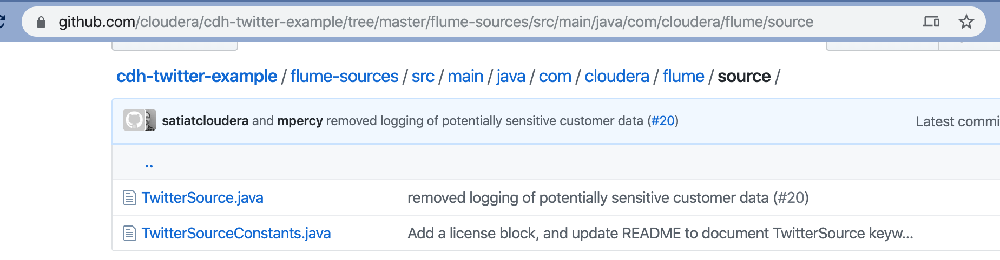 github.com/cloudera/cdh-twitter-example/tree/master/flume-sources/src/main/java/com/cloudera/flume/source
cdh-twitter-example / flume-sources / src / main / java / com / cloudera / flume / source /
satiatcloudera and mpercy removed logging of potentially sensitive customer data (#20) Latest commi
..
TwitterSource.java removed logging of potentially sensitive customer data (#20)
TwitterSourceConstants.java Add a license block, and update README to document TwitterSource keyw...